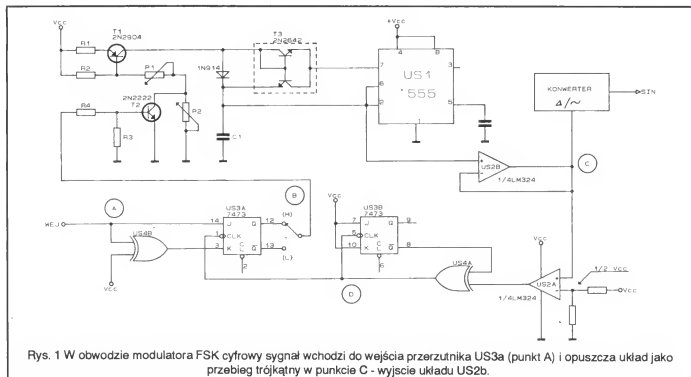 Vcc
T1
2N2904
R1
R2
P1
R4
2N2222
T2
R3
P2
1N914
C1
T3
2N2642
+Vcc
4
8
7
3
US1
'555
6
2
5
1
KONWERTER
Δ/~
SIN
US2B
1/4LM324
C
WEJ
A
US4B
Vcc
US3A
7473
14
J
Q
12
1
CLK
3
K
C
L
Q
13
2
B
(H)
(L)
Vcc
US3B
7473
7
J
Q
9
5
CLK
10
K
C
L
Q
8
6
D
US4A
Vcc
US2A
1/4LM324
1/2 Vcc
Vcc
Rys. 1 W obwodzie modulatora FSK cyfrowy sygnał wchodzi do wejścia przerzutnika US3a (punkt A) i opuszcza układ jako
przebieg trójkątny w punkcie C - wyjscie układu US2b.